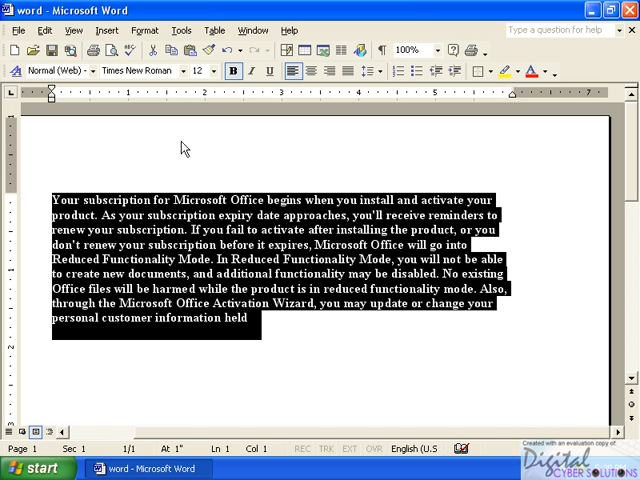 word - Microsoft Word
File Edit View Insert Format Tools Table Window Help Type a question for help
100%
Normal (Web) Times New Roman 12 B I U
1 2 3 4 5 6 7
Your subscription for Microsoft Office begins when you install and activate your
product. As your subscription expiry date approaches, you'll receive reminders to
renew your subscription. If you fail to activate after installing the product, or you
don't renew your subscription before it expires, Microsoft Office will go into
Reduced Functionality Mode. In Reduced Functionality Mode, you will not be able
to create new documents, and additional functionality may be disabled. No existing
Office files will be harmed while the product is in reduced functionality mode. Also,
through the Microsoft Office Activation Wizard, you may update or change your
personal customer information held
Page 1 Sec 1 1/1 At 1" Ln 1 Col 1 REC TRK EXT OVR English (U.S
Created with an evaluation copy of
Digital
CYBER SOLUTIONS
start word - Microsoft Word